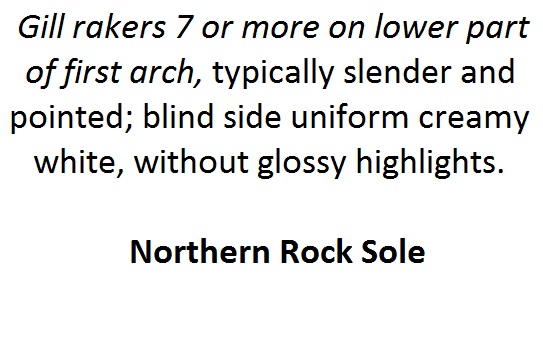 Gill rakers 7 or more on lower part
of first arch, typically slender and
pointed; blind side uniform creamy
white, without glossy highlights.
Northern Rock Sole